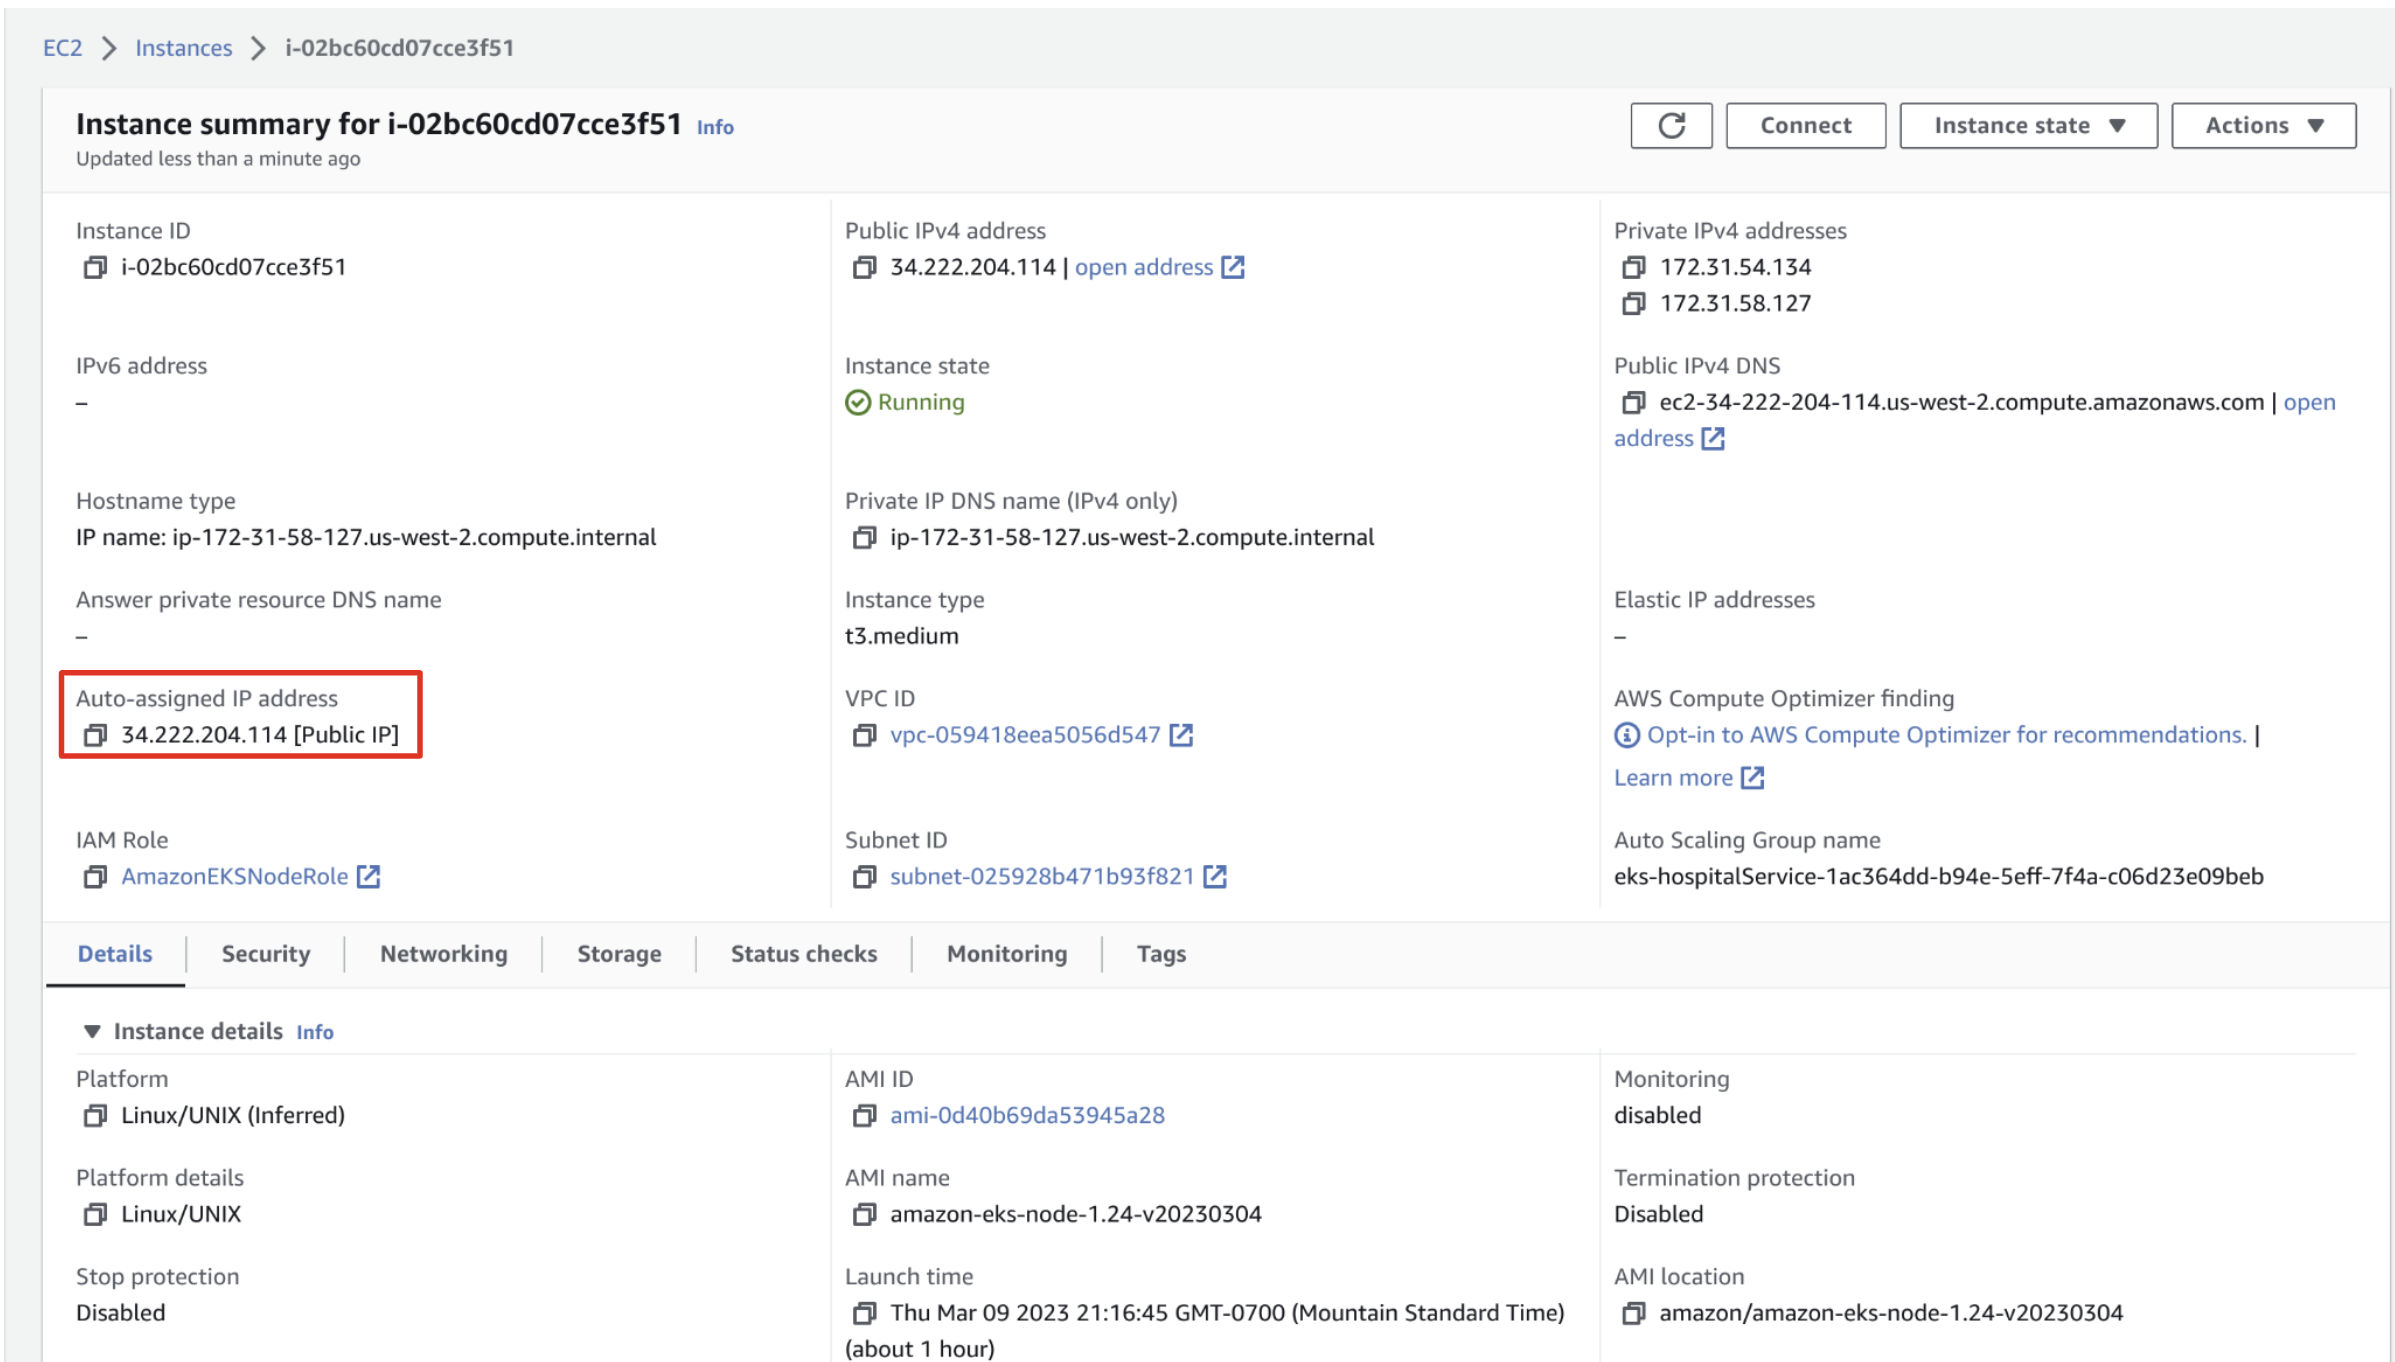 EC2 > Instances > i-02bc60cd07cce3f51
Instance summary for i-02bc60cd07cce3f51 Info
Updated less than a minute ago
Connect
Instance state
Actions
Instance ID
i-02bc60cd07cce3f51
Public IPv4 address
34.222.204.114 | open address
Private IPv4 addresses
172.31.54.134
172.31.58.127
IPv6 address
–
Instance state
Running
Public IPv4 DNS
ec2-34-222-204-114.us-west-2.compute.amazonaws.com | open
address
Hostname type
IP name: ip-172-31-58-127.us-west-2.compute.internal
Private IP DNS name (IPv4 only)
ip-172-31-58-127.us-west-2.compute.internal
Answer private resource DNS name
–
Instance type
t3.medium
Elastic IP addresses
–
Auto-assigned IP address
34.222.204.114 [Public IP]
VPC ID
vpc-059418eea5056d547
AWS Compute Optimizer finding
Opt-in to AWS Compute Optimizer for recommendations. |
Learn more
IAM Role
AmazonEKSNodeRole
Subnet ID
subnet-025928b471b93f821
Auto Scaling Group name
eks-hospitalService-1ac364dd-b94e-5eff-7f4a-c06d23e09beb
Details
Security
Networking
Storage
Status checks
Monitoring
Tags
Instance details Info
Platform
Linux/UNIX (Inferred)
AMI ID
ami-0d40b69da53945a28
Monitoring
disabled
Platform details
Linux/UNIX
AMI name
amazon-eks-node-1.24-v20230304
Termination protection
Disabled
Stop protection
Disabled
Launch time
Thu Mar 09 2023 21:16:45 GMT-0700 (Mountain Standard Time)
(about 1 hour)
AMI location
amazon/amazon-eks-node-1.24-v20230304